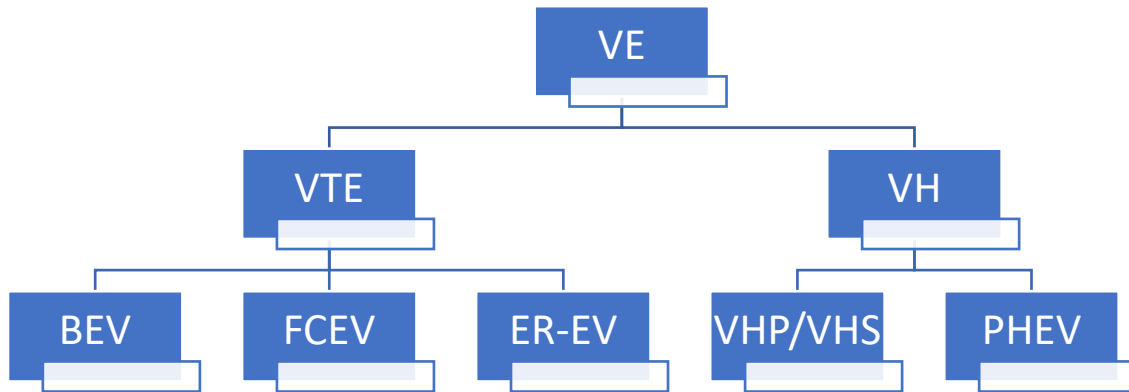 VE
VTE
VH
BEV
FCEV
ER-EV
VHP/VHS
PHEV